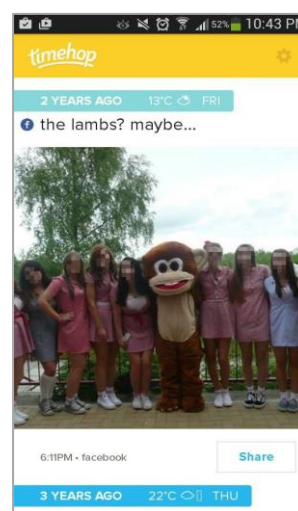 52% 10:43 PM
timehop
2 YEARS AGO 13°C FRI
the lambs? maybe...
6:11PM • facebook
Share
3 YEARS AGO 22°C THU